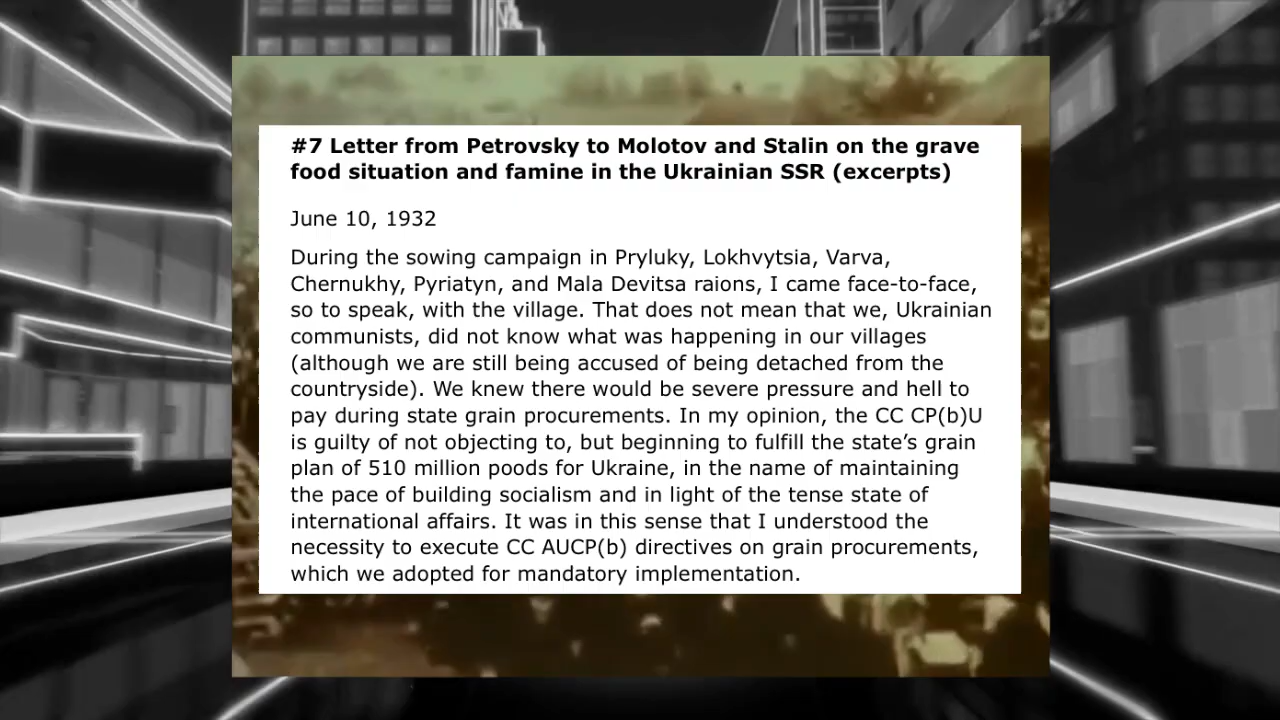 #7 Letter from Petrovsky to Molotov and Stalin on the grave
food situation and famine in the Ukrainian SSR (excerpts)
June 10, 1932
During the sowing campaign in Pryluky, Lokhvytsia, Varva,
Chernukhy, Pyriatyn, and Mala Devitsa raions, I came face-to-face,
so to speak, with the village. That does not mean that we, Ukrainian
communists, did not know what was happening in our villages
(although we are still being accused of being detached from the
countryside). We knew there would be severe pressure and hell to
pay during state grain procurements. In my opinion, the CC CP(b)U
is guilty of not objecting to, but beginning to fulfill the state’s grain
plan of 510 million poods for Ukraine, in the name of maintaining
the pace of building socialism and in light of the tense state of
international affairs. It was in this sense that I understood the
necessity to execute CC AUCP(b) directives on grain procurements,
which we adopted for mandatory implementation.